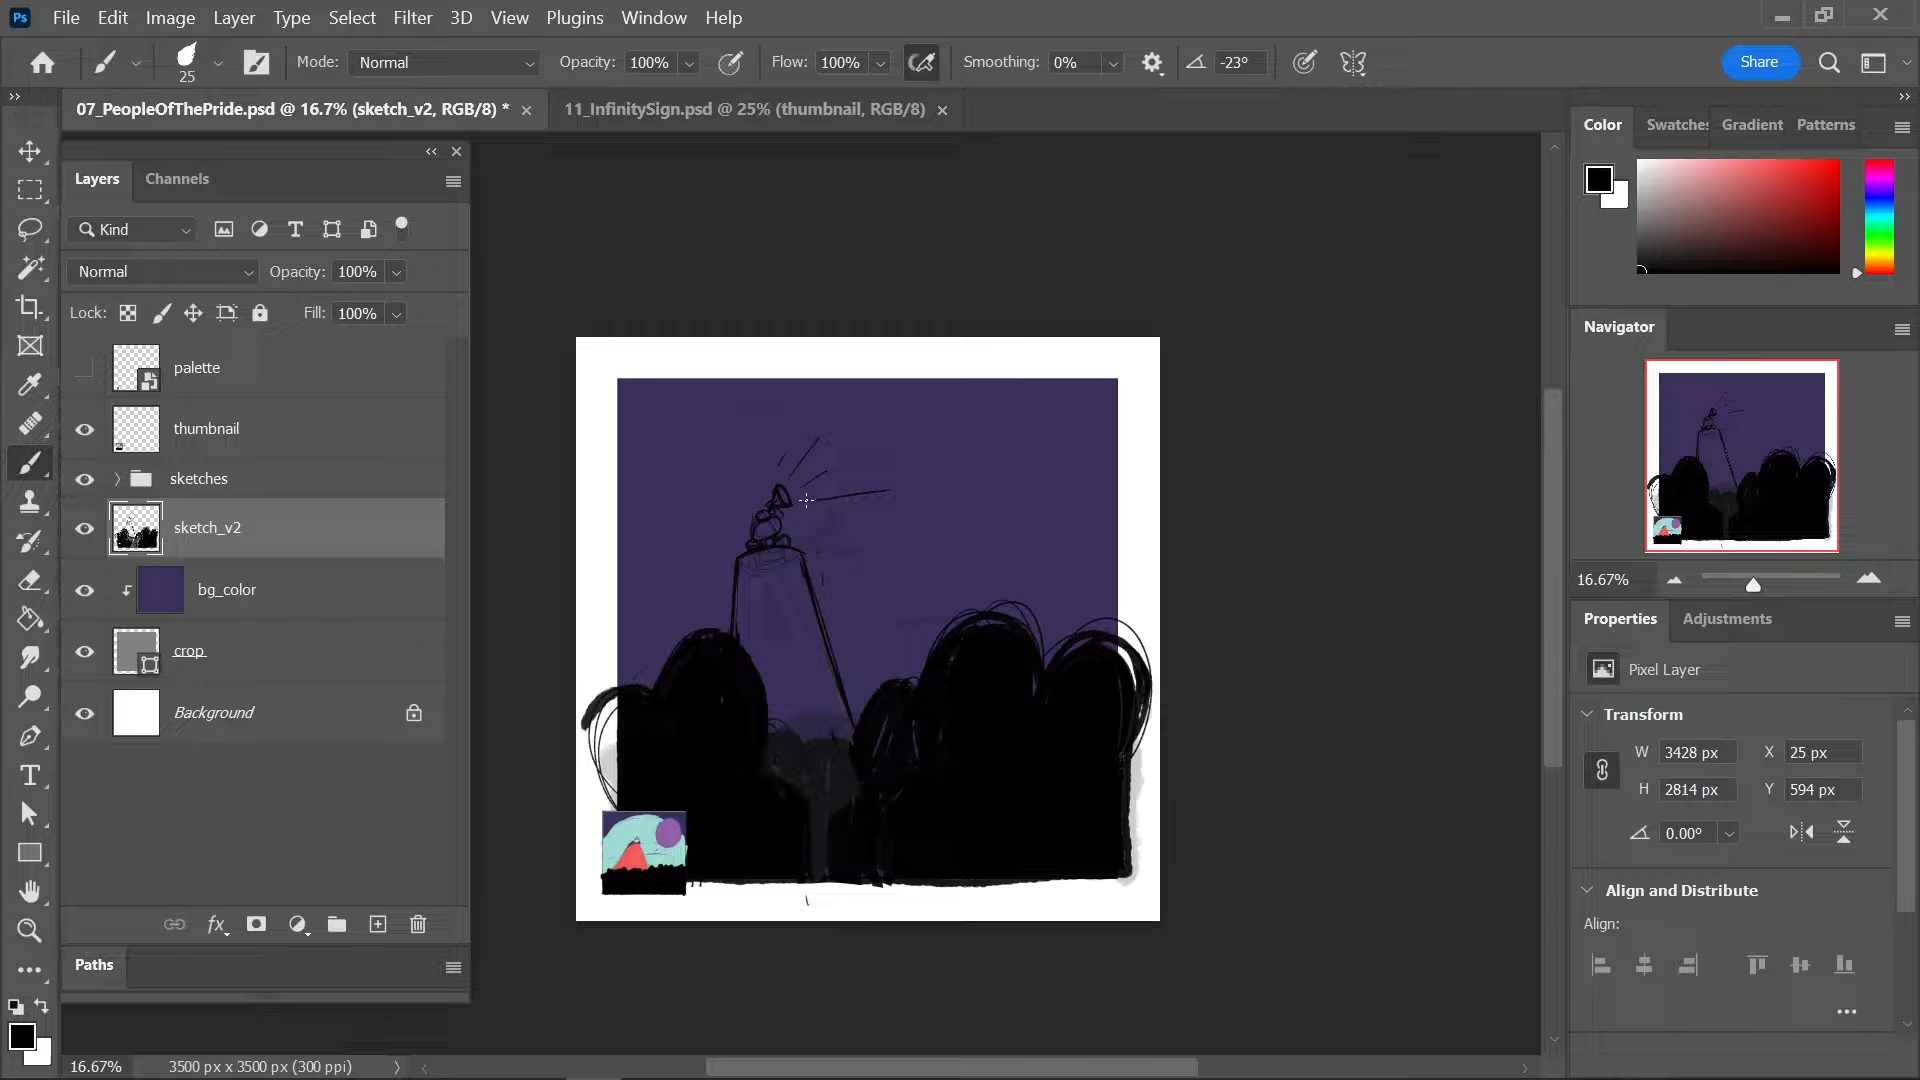 Ps File Edit Image Layer Type Select Filter 3D View Plugins Window Help
25 Mode: Normal Opacity: 100% Flow: 100% Smoothing: 0% -23° Share
07_PeopleOfThePride.psd @ 16.7% (sketch_v2, RGB/8) * 11_InfinitySign.psd @ 25% (thumbnail, RGB/8)
Layers Channels
Kind
Normal Opacity: 100%
Lock: Fill: 100%
palette
thumbnail
sketches
sketch_v2
bg_color
crop
Background
fx
Paths
16.67% 3500 px x 3500 px (300 ppi)
Color Swatches Gradient Patterns
Navigator
16.67%
Properties Adjustments
Pixel Layer
Transform
W 3428 px X 25 px
H 2814 px Y 594 px
0.00°
Align and Distribute
Align: